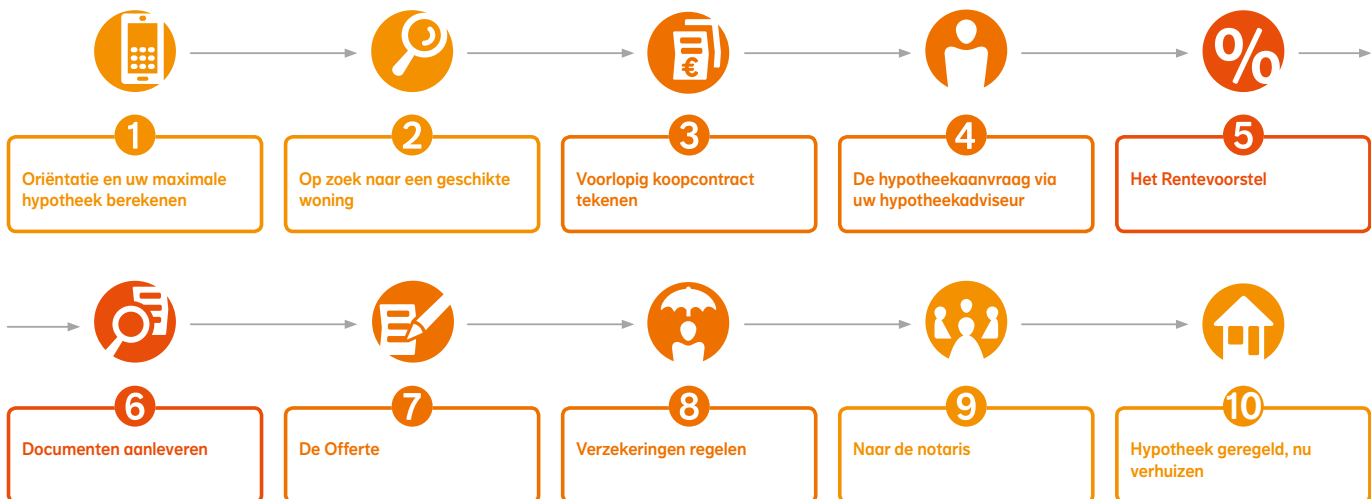 %
€
1
Oriëntatie en uw maximale
hypotheek berekenen
2
Op zoek naar een geschikte
woning
3
Voorlopig koopcontract
tekenen
4
De hypotheekaanvraag via
uw hypotheekadviseur
5
Het Rentevoorstel
6
Documenten aanleveren
7
De Offerte
8
Verzekeringen regelen
9
Naar de notaris
10
Hypotheek geregeld, nu
verhuizen